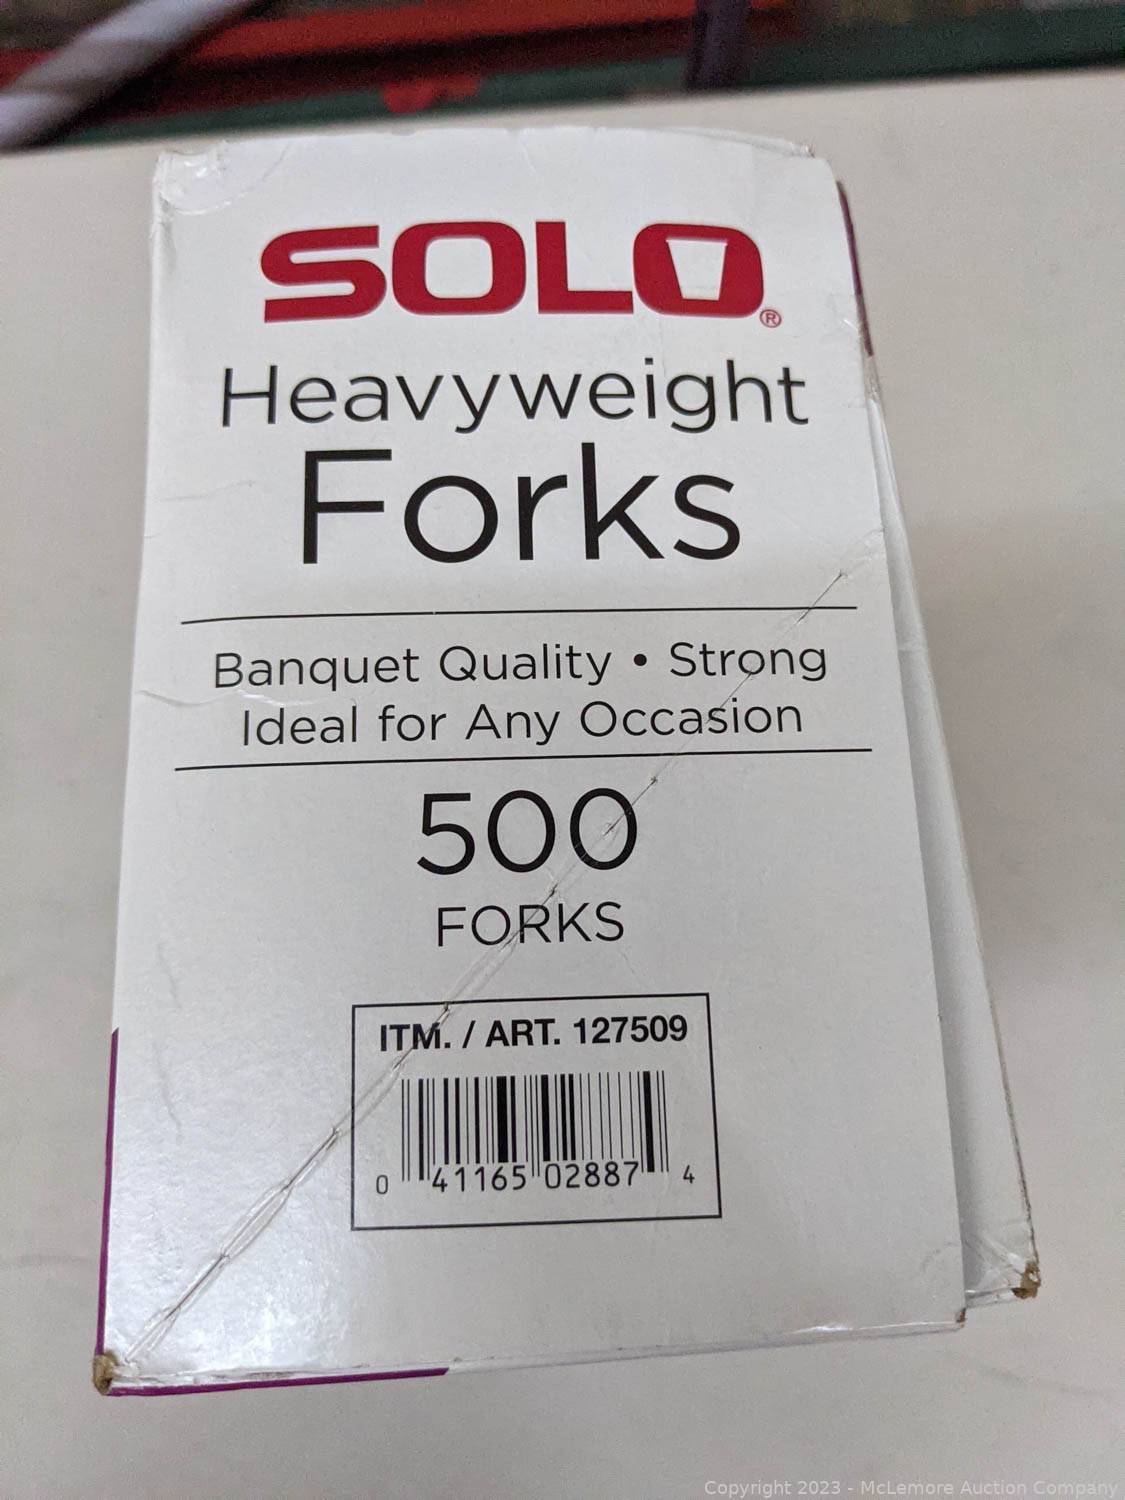 SOLO®
Heavyweight
Forks
Banquet Quality • Strong
Ideal for Any Occasion
500
FORKS
ITM. / ART. 127509
0 41165 02887 4
Copyright 2023 - McLemore Auction Company